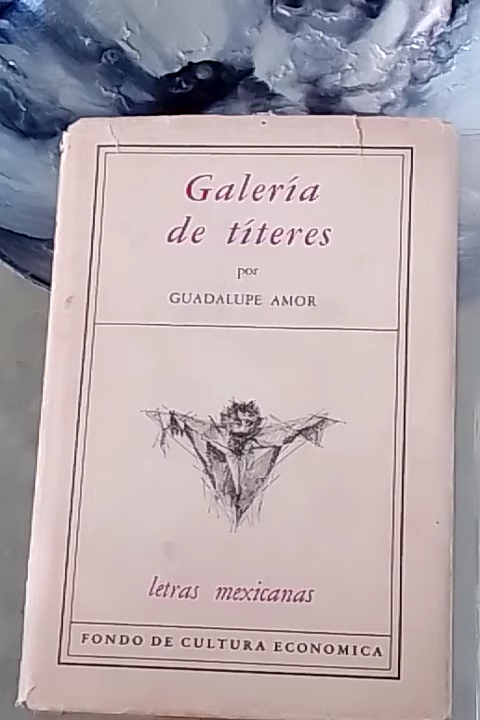 Galería
de títeres
por
GUADALUPE AMOR
letras mexicanas
FONDO DE CULTURA ECONOMICA